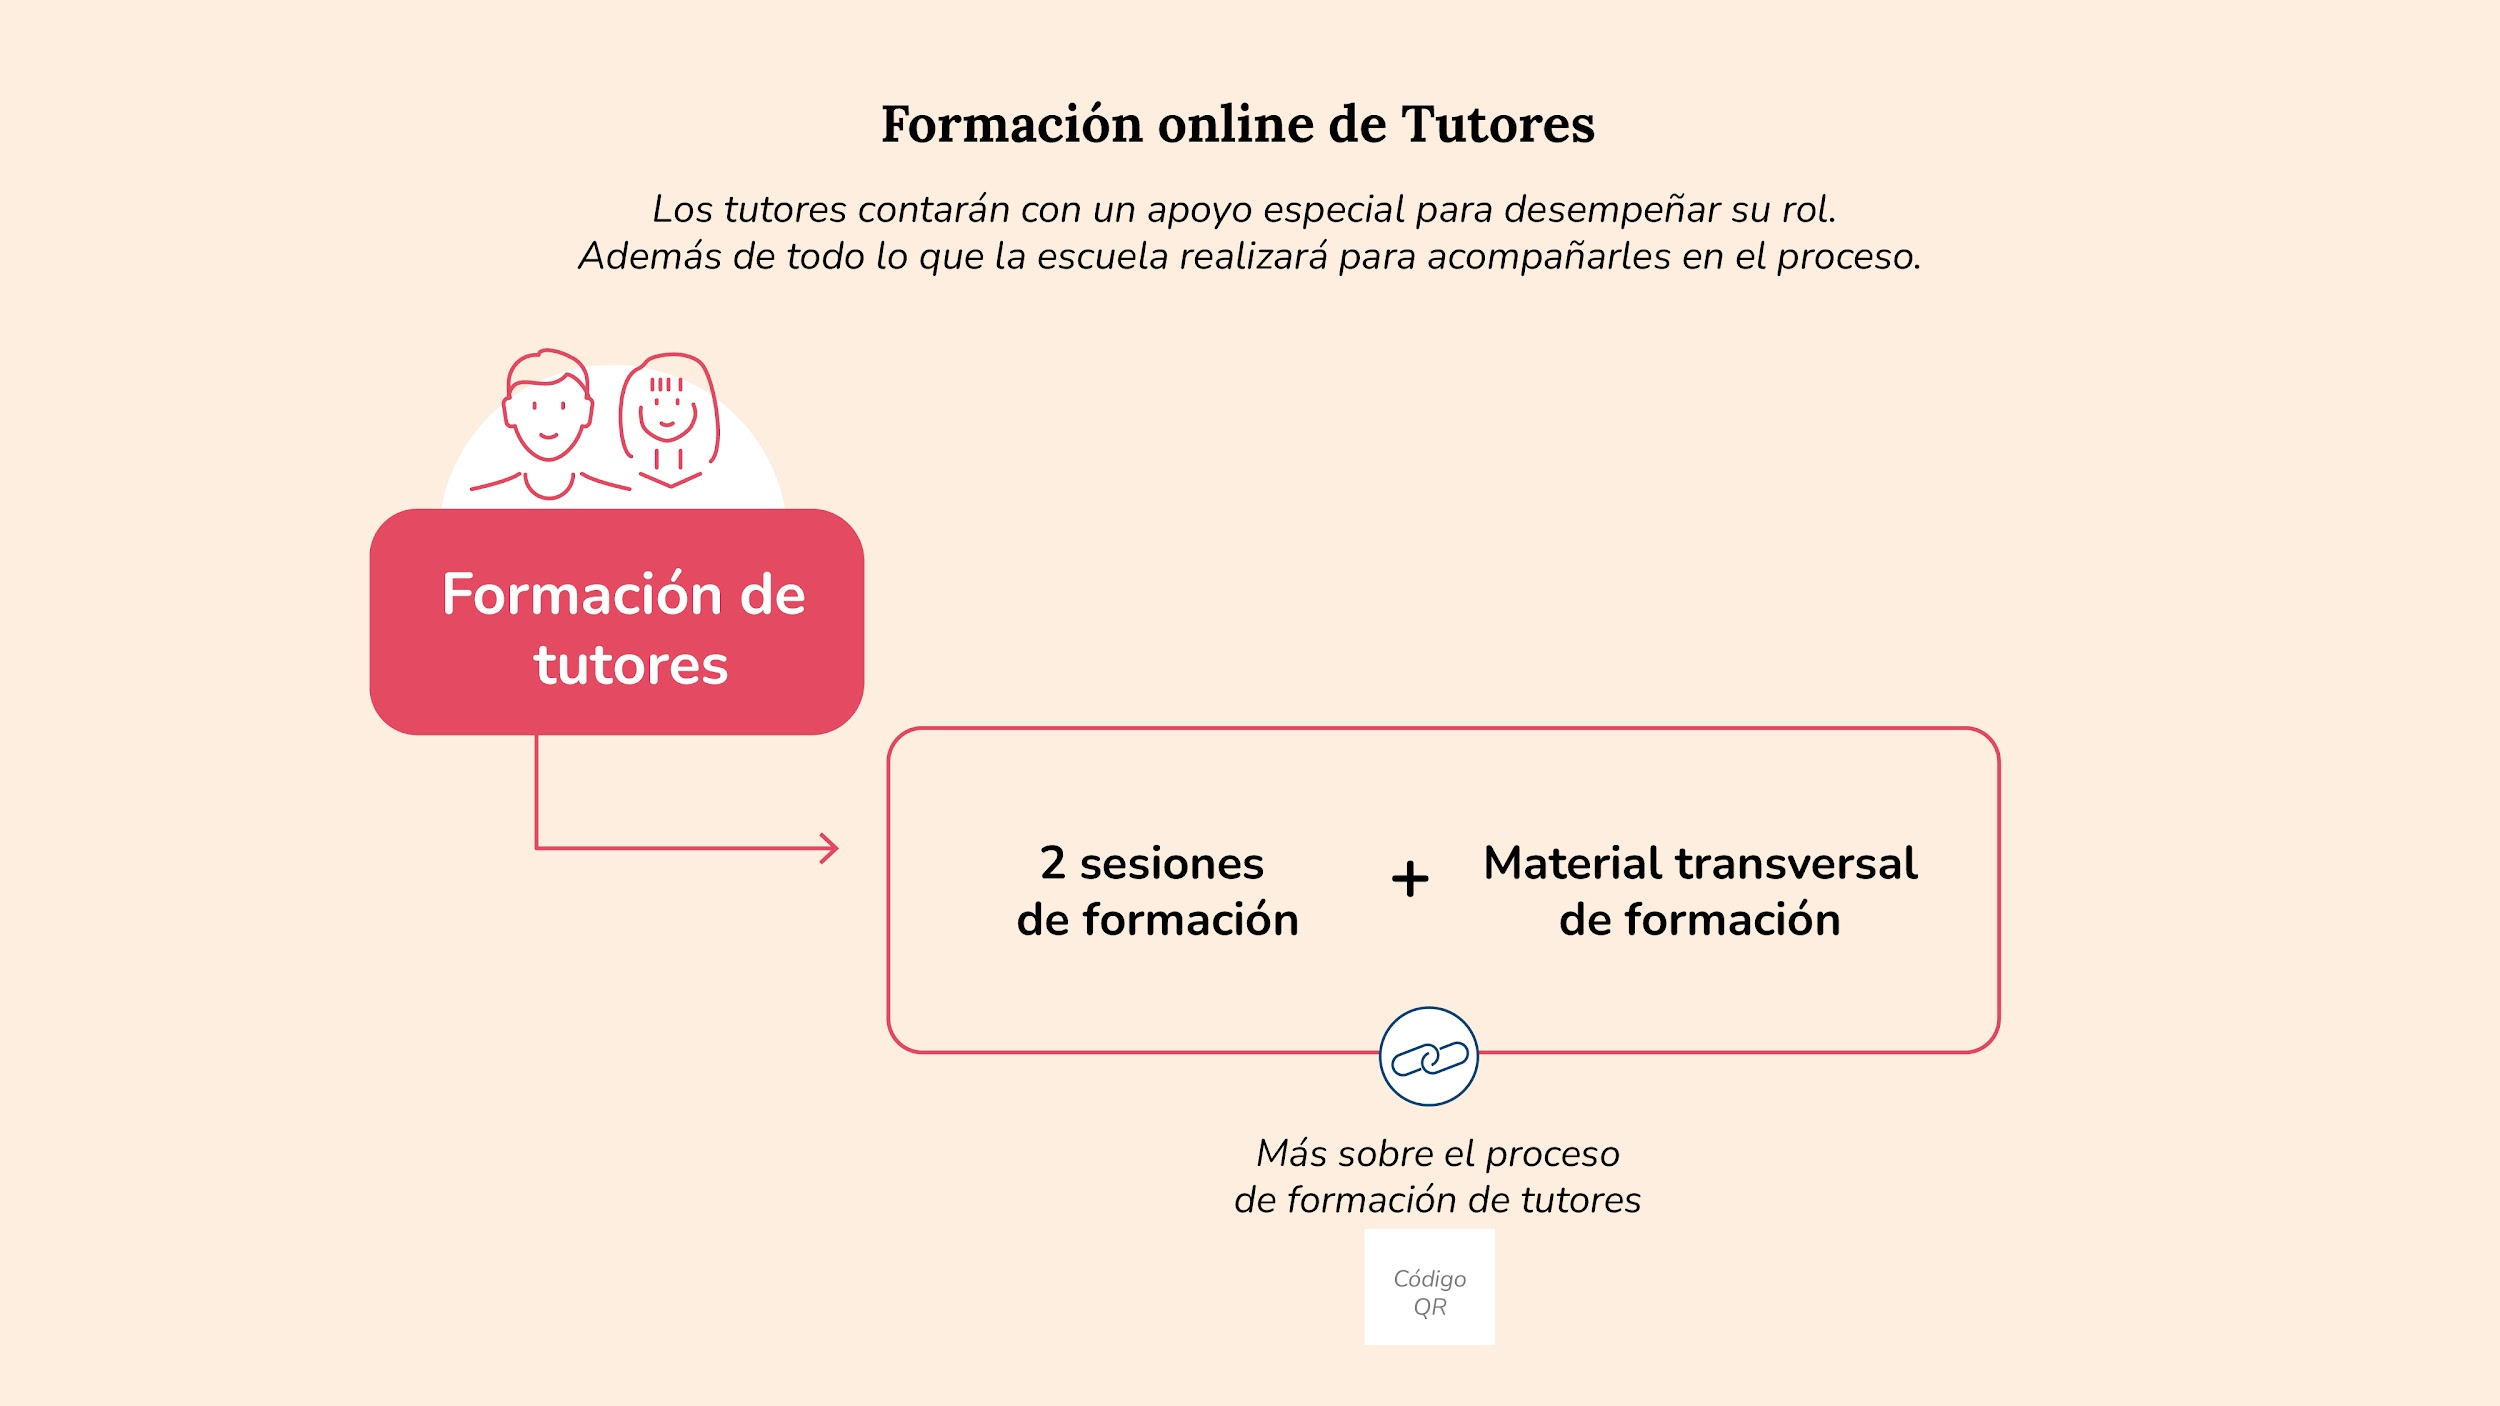 Formación online de Tutores
Los tutores contarán con un apoyo especial para desempeñar su rol.
Además de todo lo que la escuela realizará para acompañarles en el proceso.
Formación de
tutores
2 sesiones
de formación
+
Material transversal
de formación
Más sobre el proceso
de formación de tutores
Código
QR